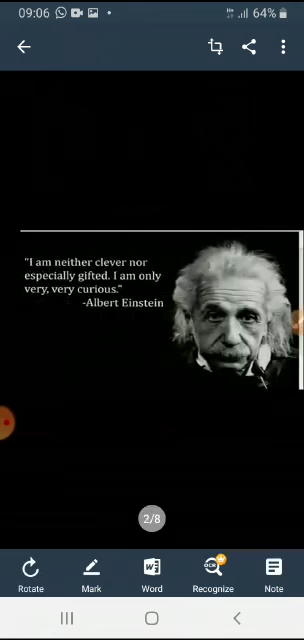 09:06 64%
"I am neither clever nor
especially gifted. I am only
very, very curious."
-Albert Einstein
2/8
OCR
Rotate Mark Word Recognize Note